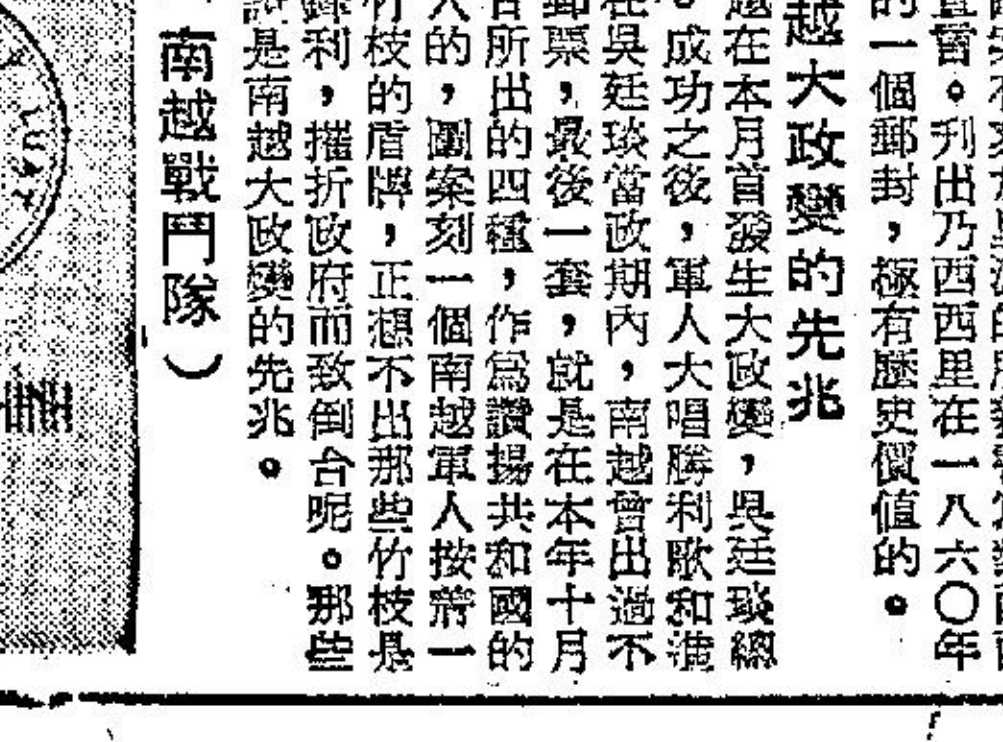 直當。刋出乃西西里在一八六〇年
的一個郵封，極有歷史價值的。
越大政變的先兆
越在本月首發生大政變，吳廷琰總
。成功之後，軍人大唱勝利歌和進
在吳廷琰當政期內，南越曾出過不
郵票，最後一套，就是在本年十月
所出的四種，作爲讚揚共和國的
人的，圖案刻一個南越軍人按着一
竹枝的盾牌，正想不出那些竹枝是
鋒利，摧折政府而致倒台呢。那些
是南越大政變的先兆。
南越戰鬥隊）